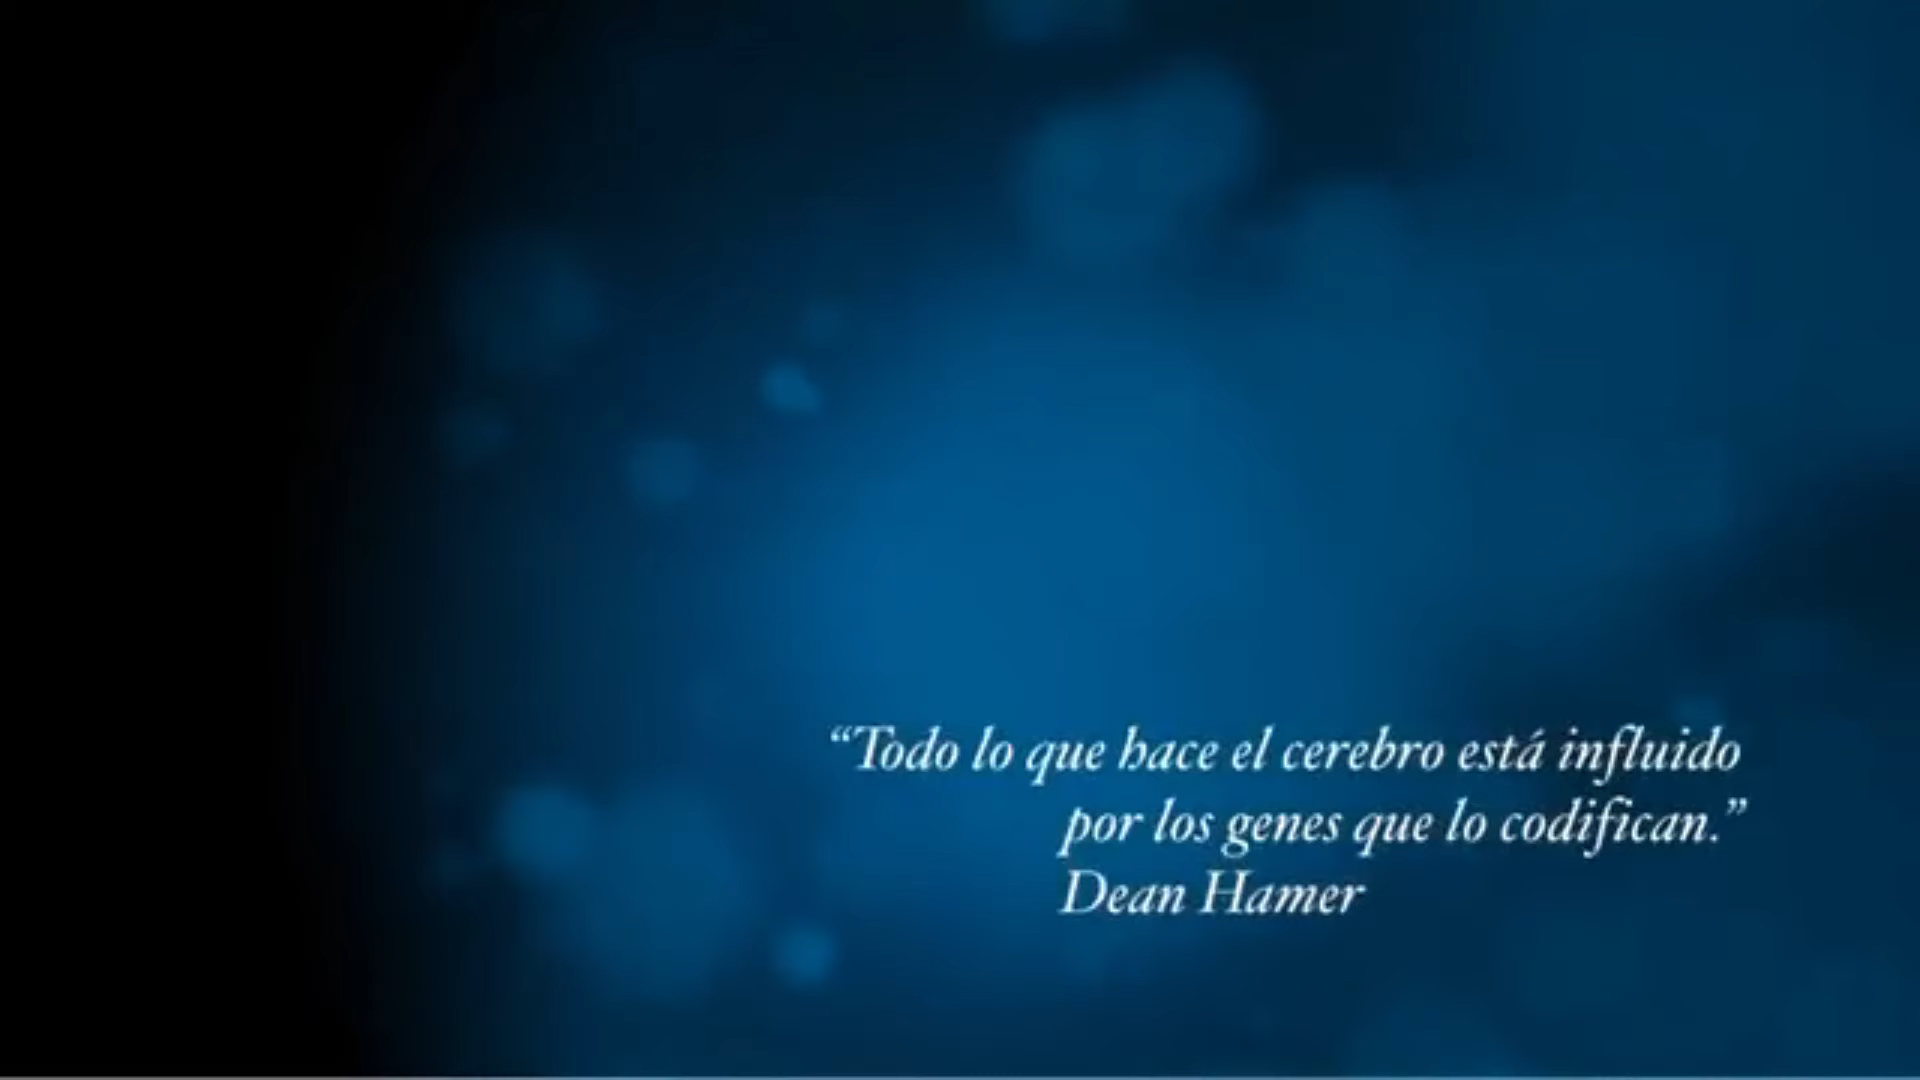 “Todo lo que hace el cerebro está influido
por los genes que lo codifican.”
Dean Hamer